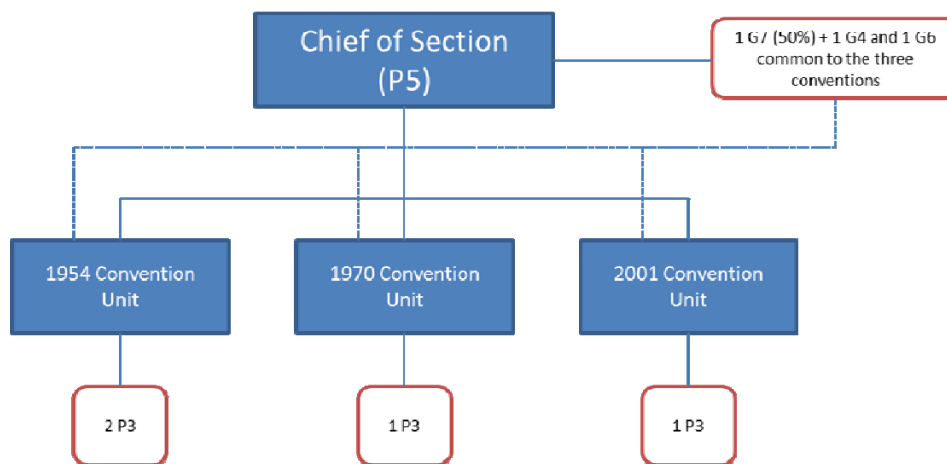 Chief of Section
(P5)
1 G7 (50%) + 1 G4 and 1 G6
common to the three
conventions
1954 Convention
Unit
1970 Convention
Unit
2001 Convention
Unit
2 P3
1 P3
1 P3